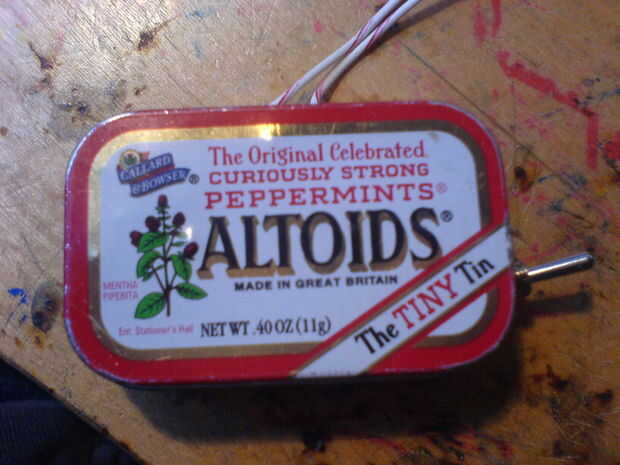 CALLARD
& BOWSER®
The Original Celebrated
CURIOUSLY STRONG
PEPPERMINTS®
ALTOIDS®
MADE IN GREAT BRITAIN
MENTHA
PIPERITA
Ent. Stationer's Hall
NET WT .40 OZ (11g)
The TINY Tin